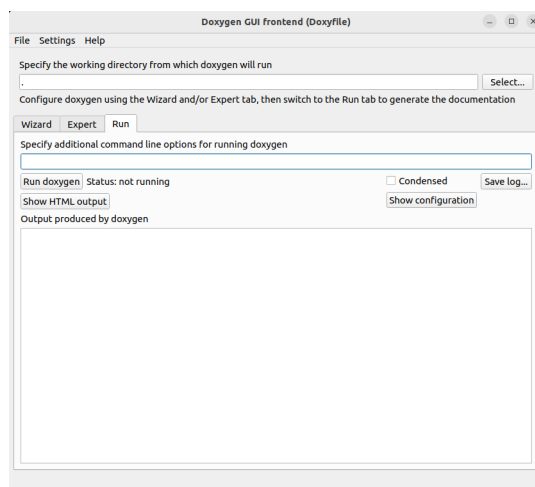 Doxygen GUI frontend (Doxyfile)
File Settings Help
Specify the working directory from which doxygen will run
. Select...
Configure doxygen using the Wizard and/or Expert tab, then switch to the Run tab to generate the documentation
Wizard Expert Run
Specify additional command line options for running doxygen
Run doxygen Status: not running Condensed Save log...
Show HTML output Show configuration
Output produced by doxygen